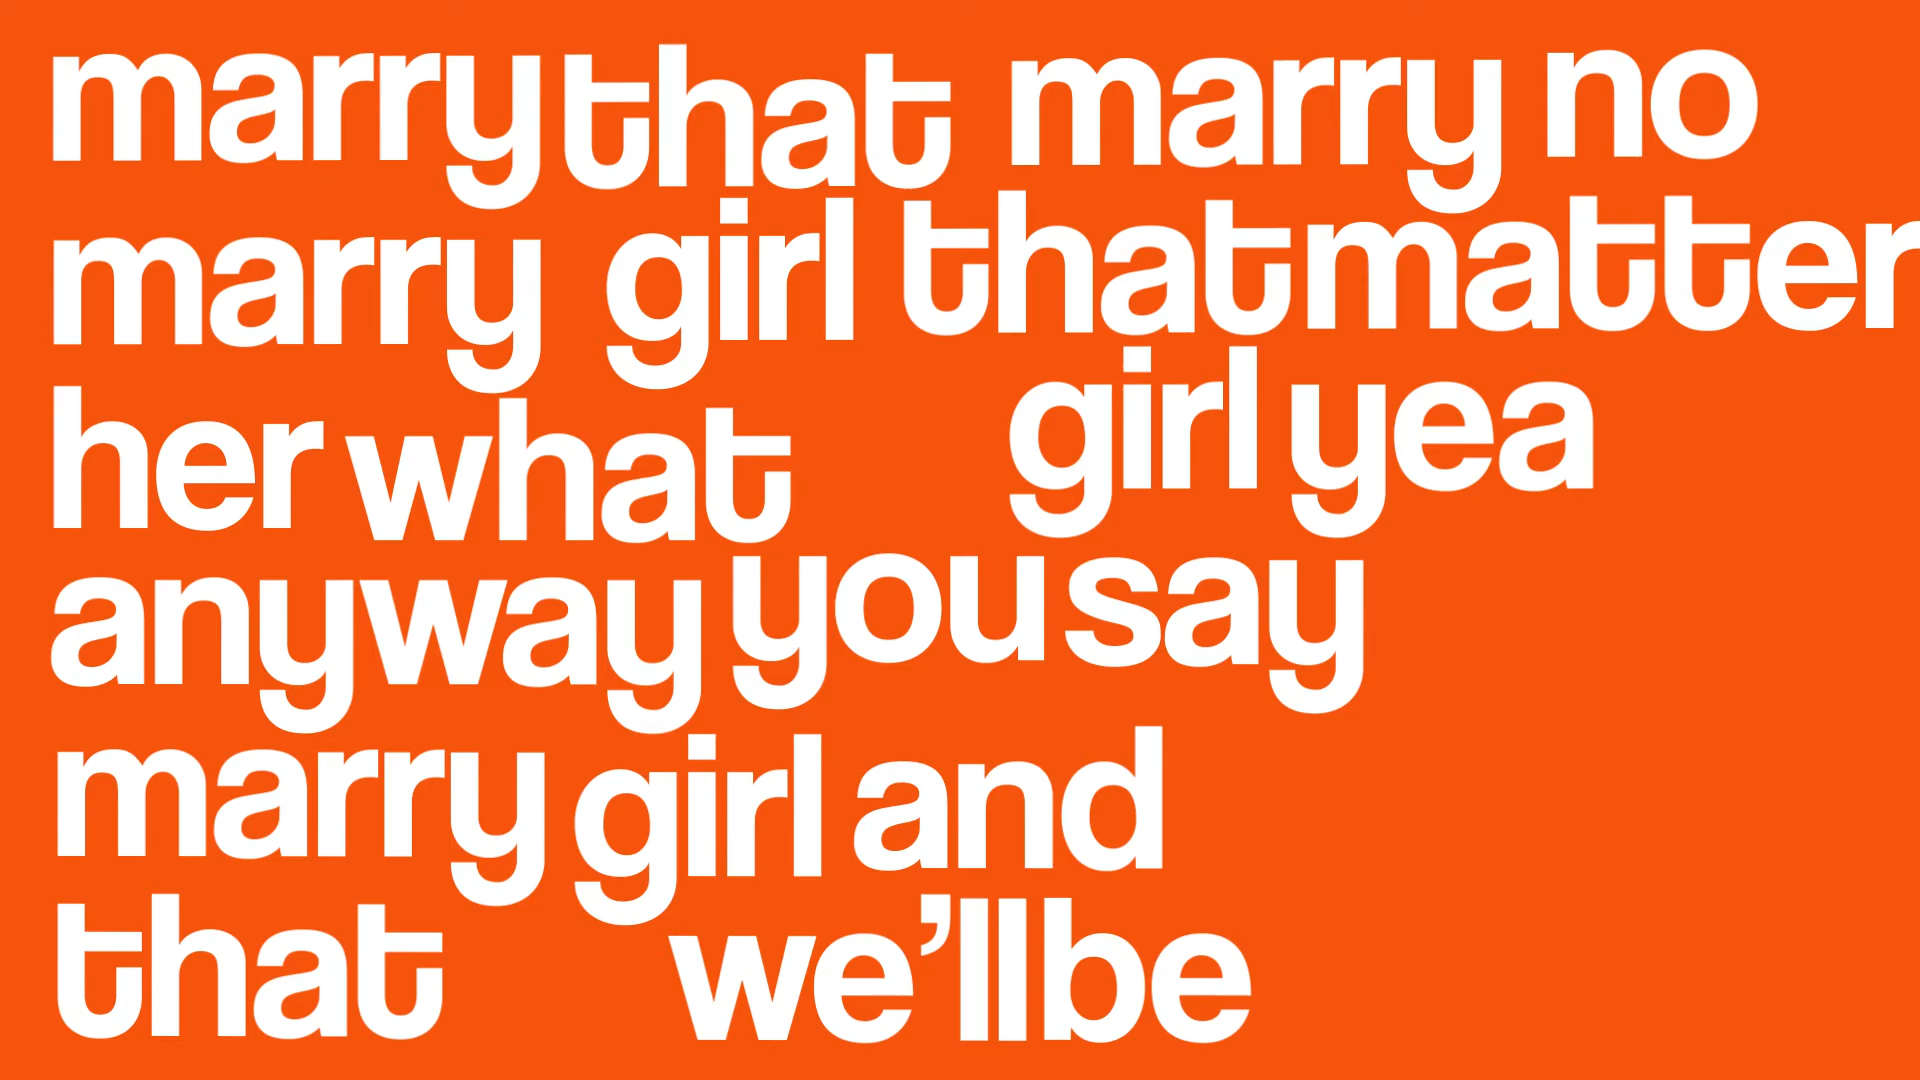 marry that marry no
marry girl that matter
her what girl yea
anyway you say
marry girl and
that we’ll be